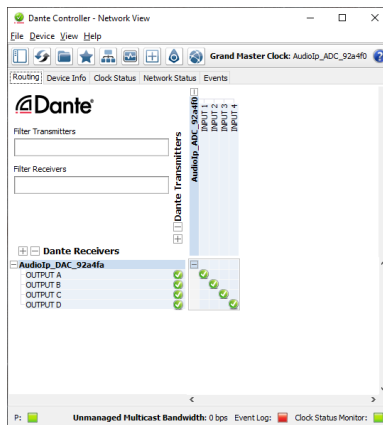 Dante Controller - Network View
File Device View Help
Grand Master Clock: AudioIp_ADC_92a4f0
Routing Device Info Clock Status Network Status Events
Dante
Filter Transmitters
Filter Receivers
Dante Transmitters
AudioIp_ADC_92a4f0
INPUT 1
INPUT 2
INPUT 3
INPUT 4
Dante Receivers
AudioIp_DAC_92a4fa
OUTPUT A
OUTPUT B
OUTPUT C
OUTPUT D
P: Unmanaged Multicast Bandwidth: 0 bps Event Log: Clock Status Monitor: